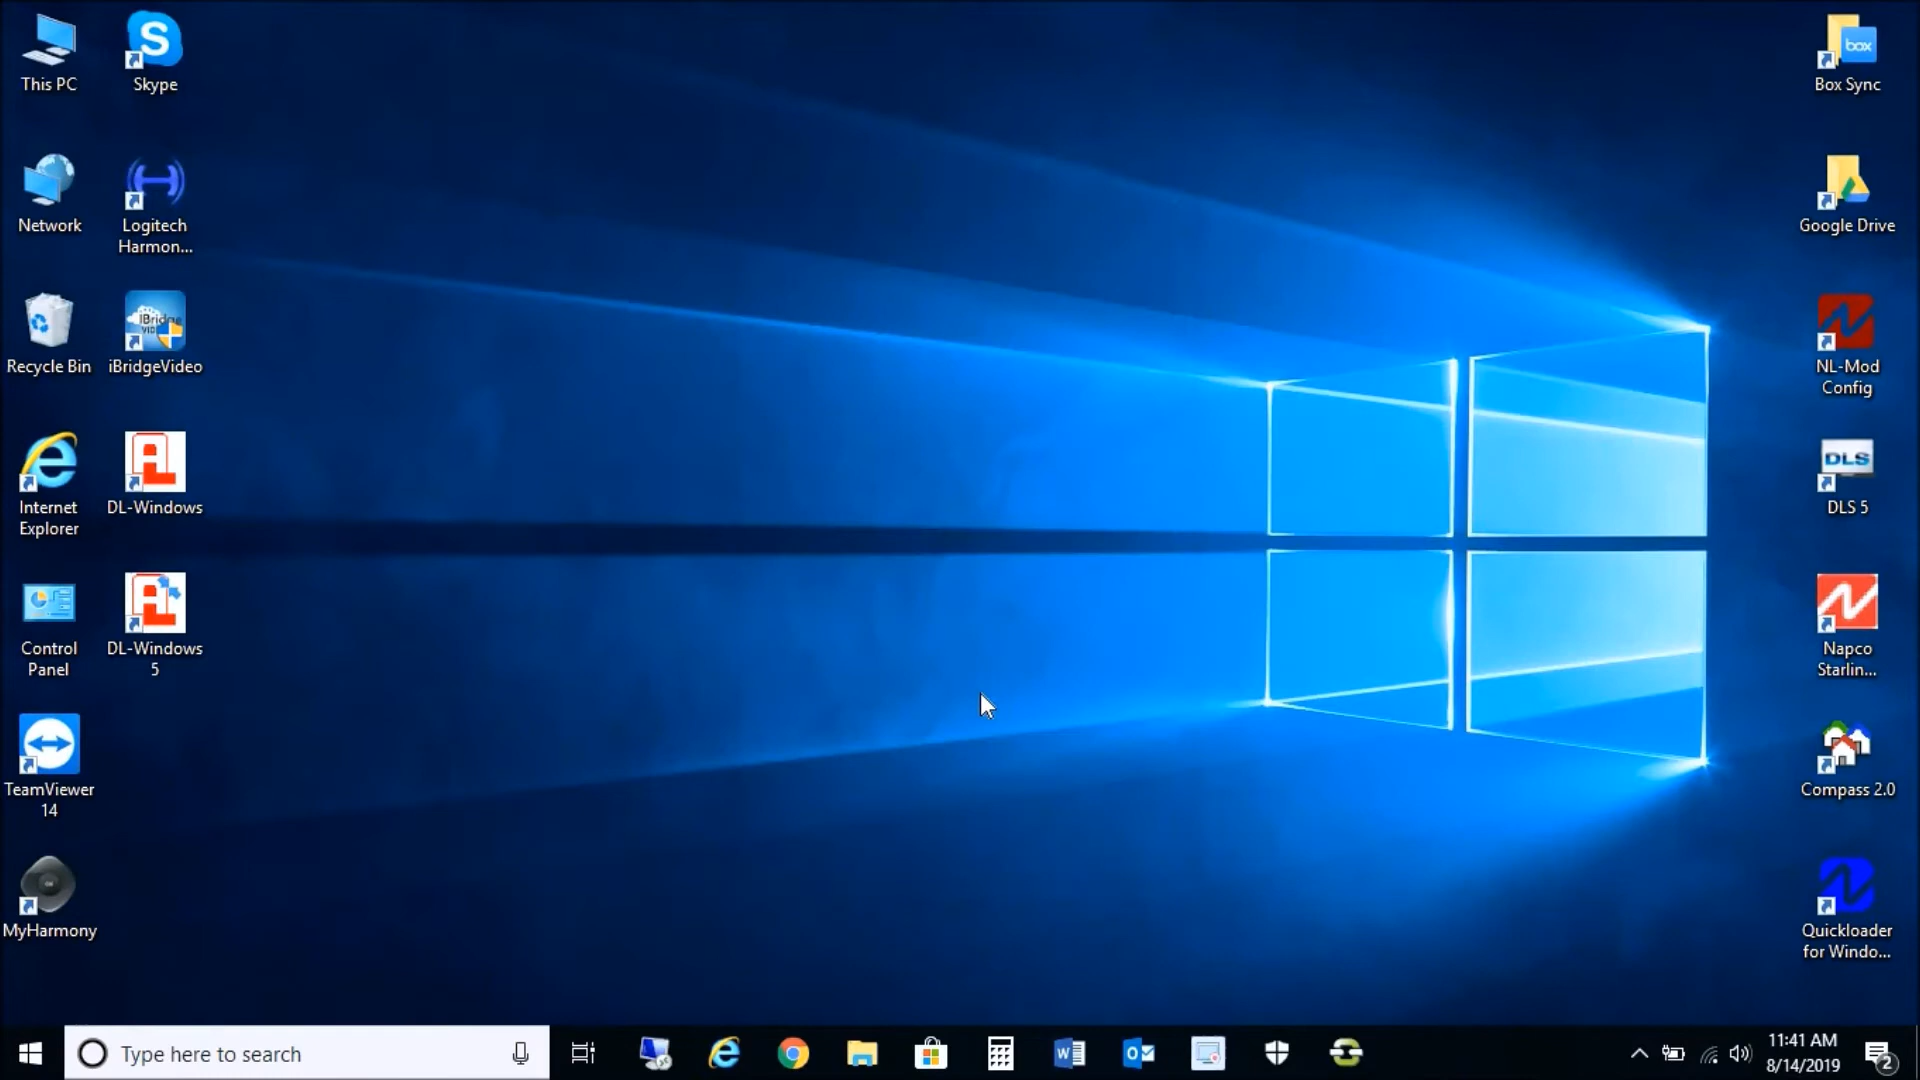 This PC
Skype
Box Sync
box
Network
Logitech
Harmon...
Google Drive
Recycle Bin
iBridgeVideo
NL-Mod
Config
Internet
Explorer
DL-Windows
DLS
DLS 5
Control
Panel
DL-Windows
5
Napco
Starlin...
TeamViewer
14
Compass 2.0
MyHarmony
Quickloader
for Windo...
Type here to search
11:41 AM
8/14/2019
2